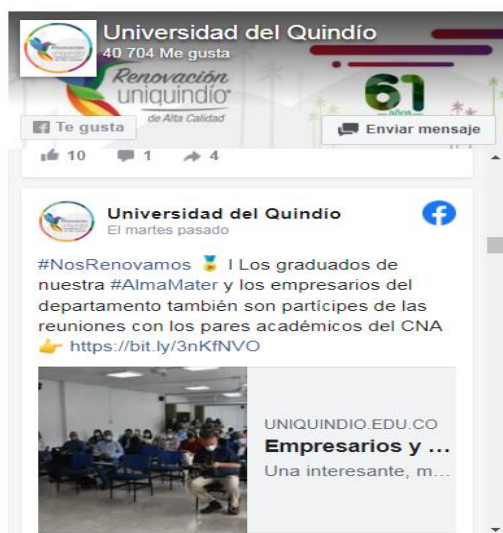 Universidad del Quindío
40 704 Me gusta
Renovación
uniquindío
de Alta Calidad
61
años
Te gusta
Enviar mensaje
10 1 4
Universidad del Quindío
El martes pasado
#NosRenovamos 🏅 I Los graduados de
nuestra #AlmaMater y los empresarios del
departamento también son partícipes de las
reuniones con los pares académicos del CNA
👉 https://bit.ly/3nKfNVO
UNIQUINDIO.EDU.CO
Empresarios y ...
Una interesante, m...